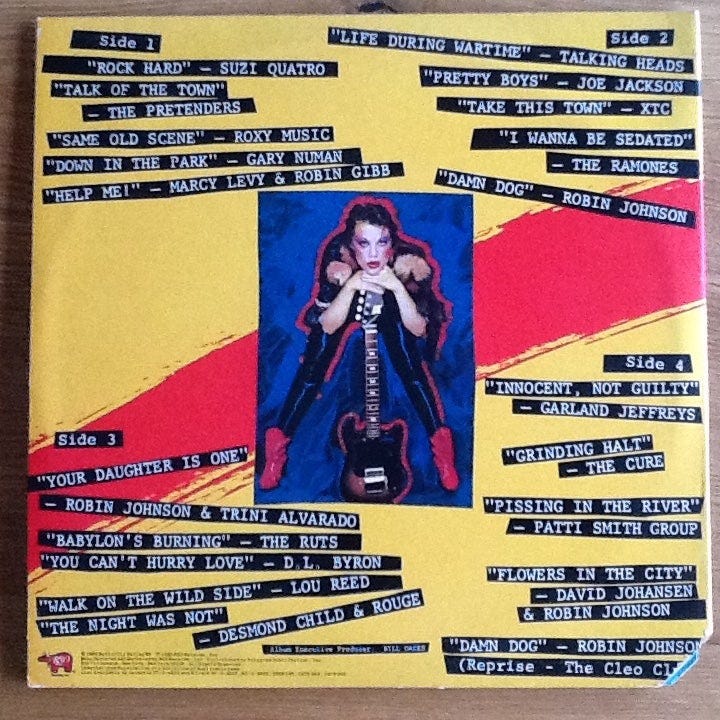 Side 1
"ROCK HARD" — SUZI QUATRO
"TALK OF THE TOWN"
— THE PRETENDERS
"SAME OLD SCENE" — ROXY MUSIC
"DOWN IN THE PARK" — GARY NUMAN
"HELP ME!" — MARCY LEVY & ROBIN GIBB
Side 2
"LIFE DURING WARTIME" — TALKING HEADS
"PRETTY BOYS" — JOE JACKSON
"TAKE THIS TOWN" — XTC
"I WANNA BE SEDATED"
— THE RAMONES
"DAMN DOG" — ROBIN JOHNSON
Side 3
"YOUR DAUGHTER IS ONE"
— ROBIN JOHNSON & TRINI ALVARADO
"BABYLON'S BURNING" — THE RUTS
"YOU CAN'T HURRY LOVE" — D.L. BYRON
"WALK ON THE WILD SIDE" — LOU REED
"THE NIGHT WAS NOT"
— DESMOND CHILD & ROUGE
Side 4
"INNOCENT, NOT GUILTY"
— GARLAND JEFFREYS
"GRINDING HALT"
— THE CURE
"PISSING IN THE RIVER"
— PATTI SMITH GROUP
"FLOWERS IN THE CITY"
— DAVID JOHANSEN
& ROBIN JOHNSON
"DAMN DOG" — ROBIN JOHNSON
(Reprise - The Cleo Cl
Album Executive Producer: BILL OAKES
RSO